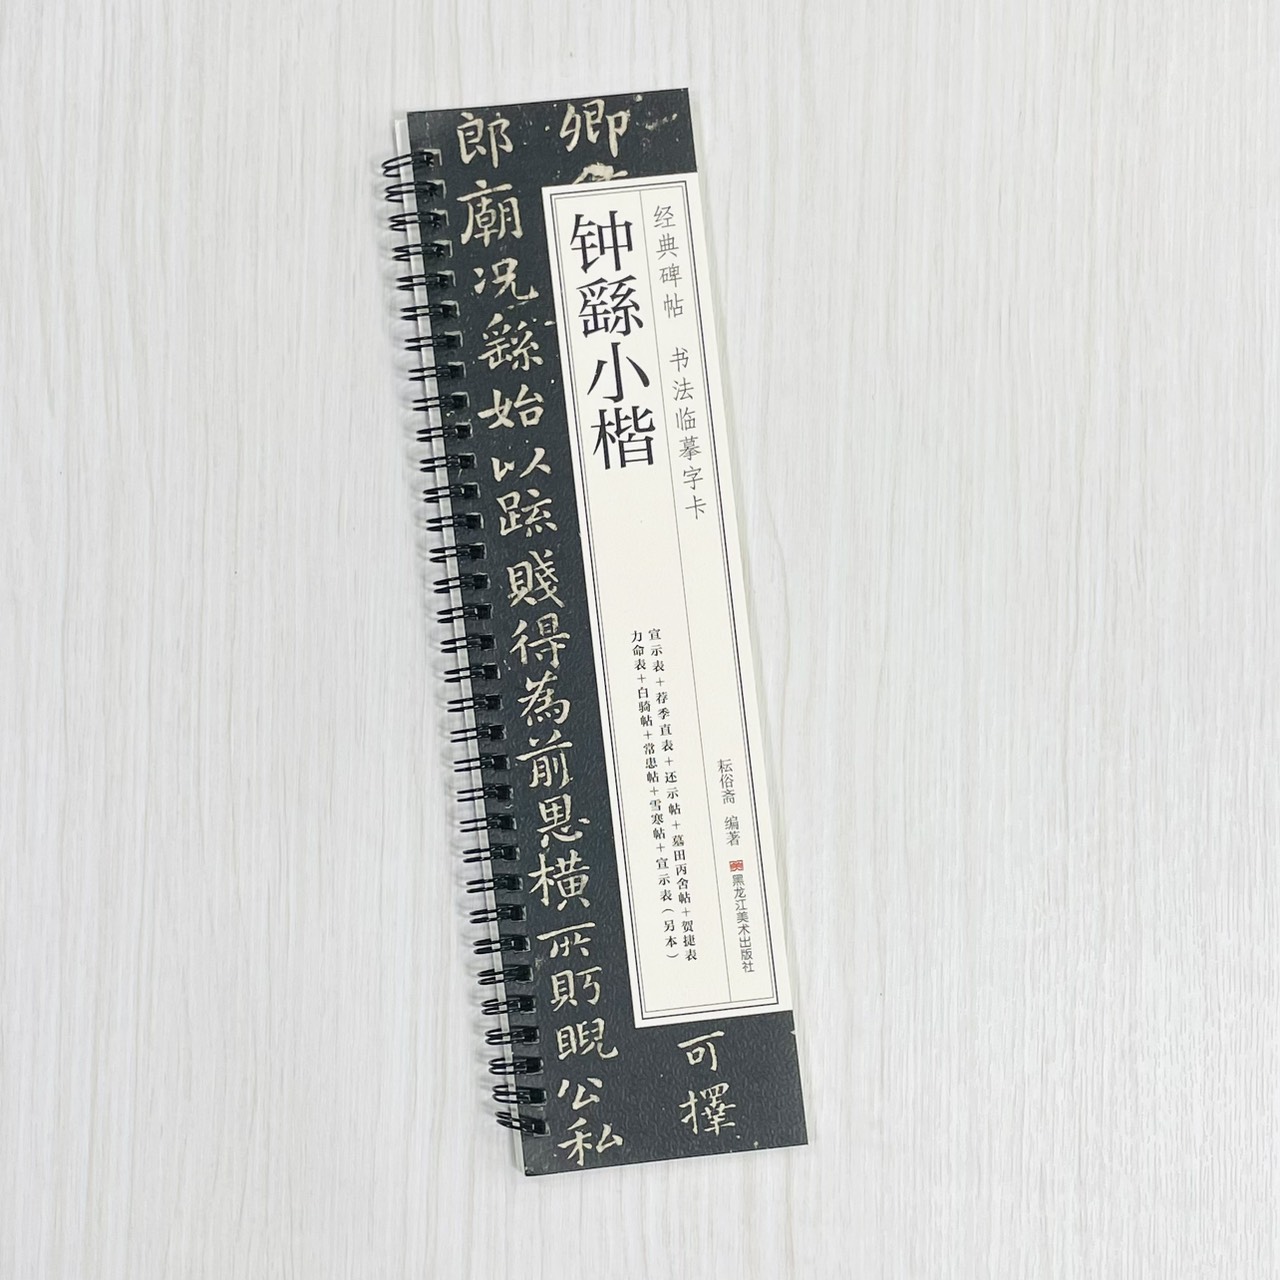 卿
可擇
郎廟况繇始以疏賤得為前恩橫所眄睨公私
经典碑帖 书法临摹字卡
耘俗斋 编著
黑龙江美术出版社
钟繇小楷
宣示表+荐季直表+还示帖+墓田丙舍帖+贺捷表
力命表+白骑帖+常患帖+雪寒帖+宣示表(另本)